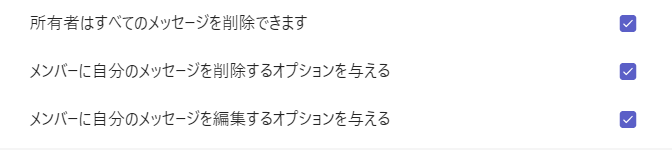 所有者はすべてのメッセージを削除できます
メンバーに自分のメッセージを削除するオプションを与える
メンバーに自分のメッセージを編集するオプションを与える